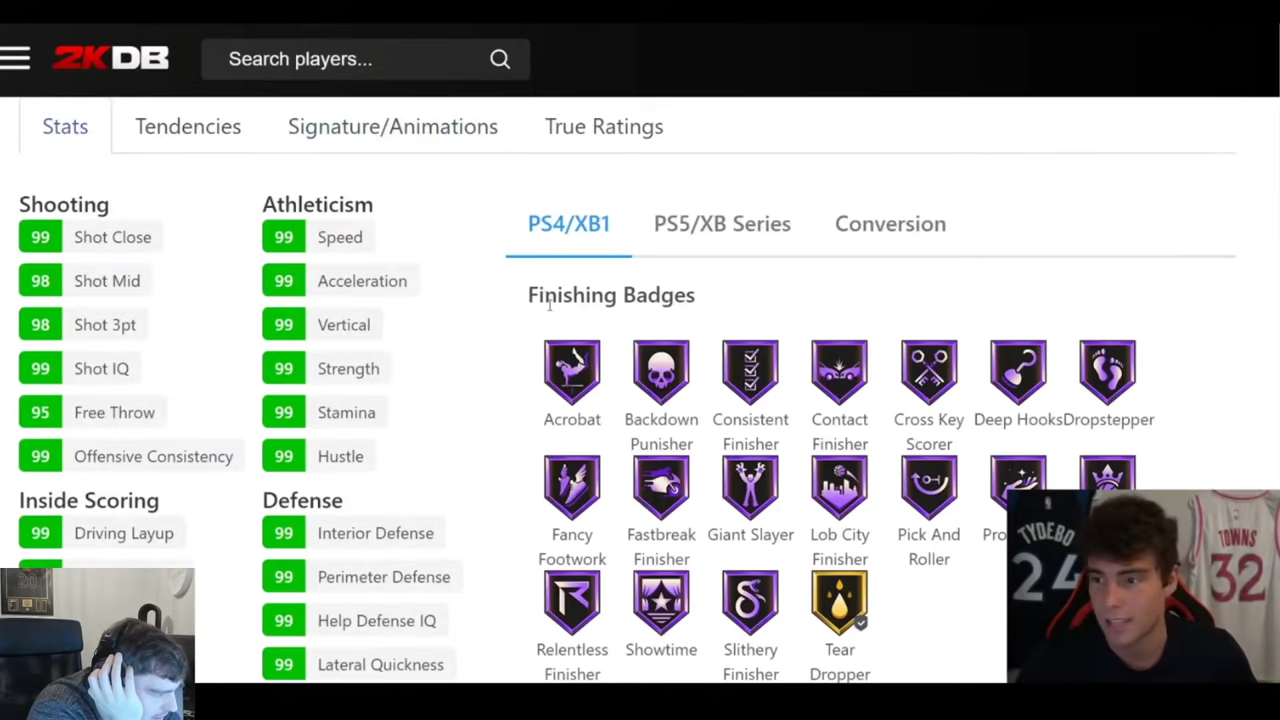 2KDB
Search players...
Stats
Tendencies
Signature/Animations
True Ratings
Shooting
99 Shot Close
98 Shot Mid
98 Shot 3pt
99 Shot IQ
95 Free Throw
99 Offensive Consistency
Inside Scoring
99 Driving Layup
Athleticism
99 Speed
99 Acceleration
99 Vertical
99 Strength
99 Stamina
99 Hustle
Defense
99 Interior Defense
99 Perimeter Defense
99 Help Defense IQ
99 Lateral Quickness
PS4/XB1
PS5/XB Series
Conversion
Finishing Badges
Acrobat
Backdown
Punisher
Consistent
Finisher
Contact
Finisher
Cross Key
Scorer
Deep Hooks
Dropstepper
Fancy
Footwork
Fastbreak
Finisher
Giant Slayer
Lob City
Finisher
Pick And
Roller
Pro
Relentless
Finisher
Showtime
Slithery
Finisher
Tear
Dropper
TYDEBO
24
TOWNS
32